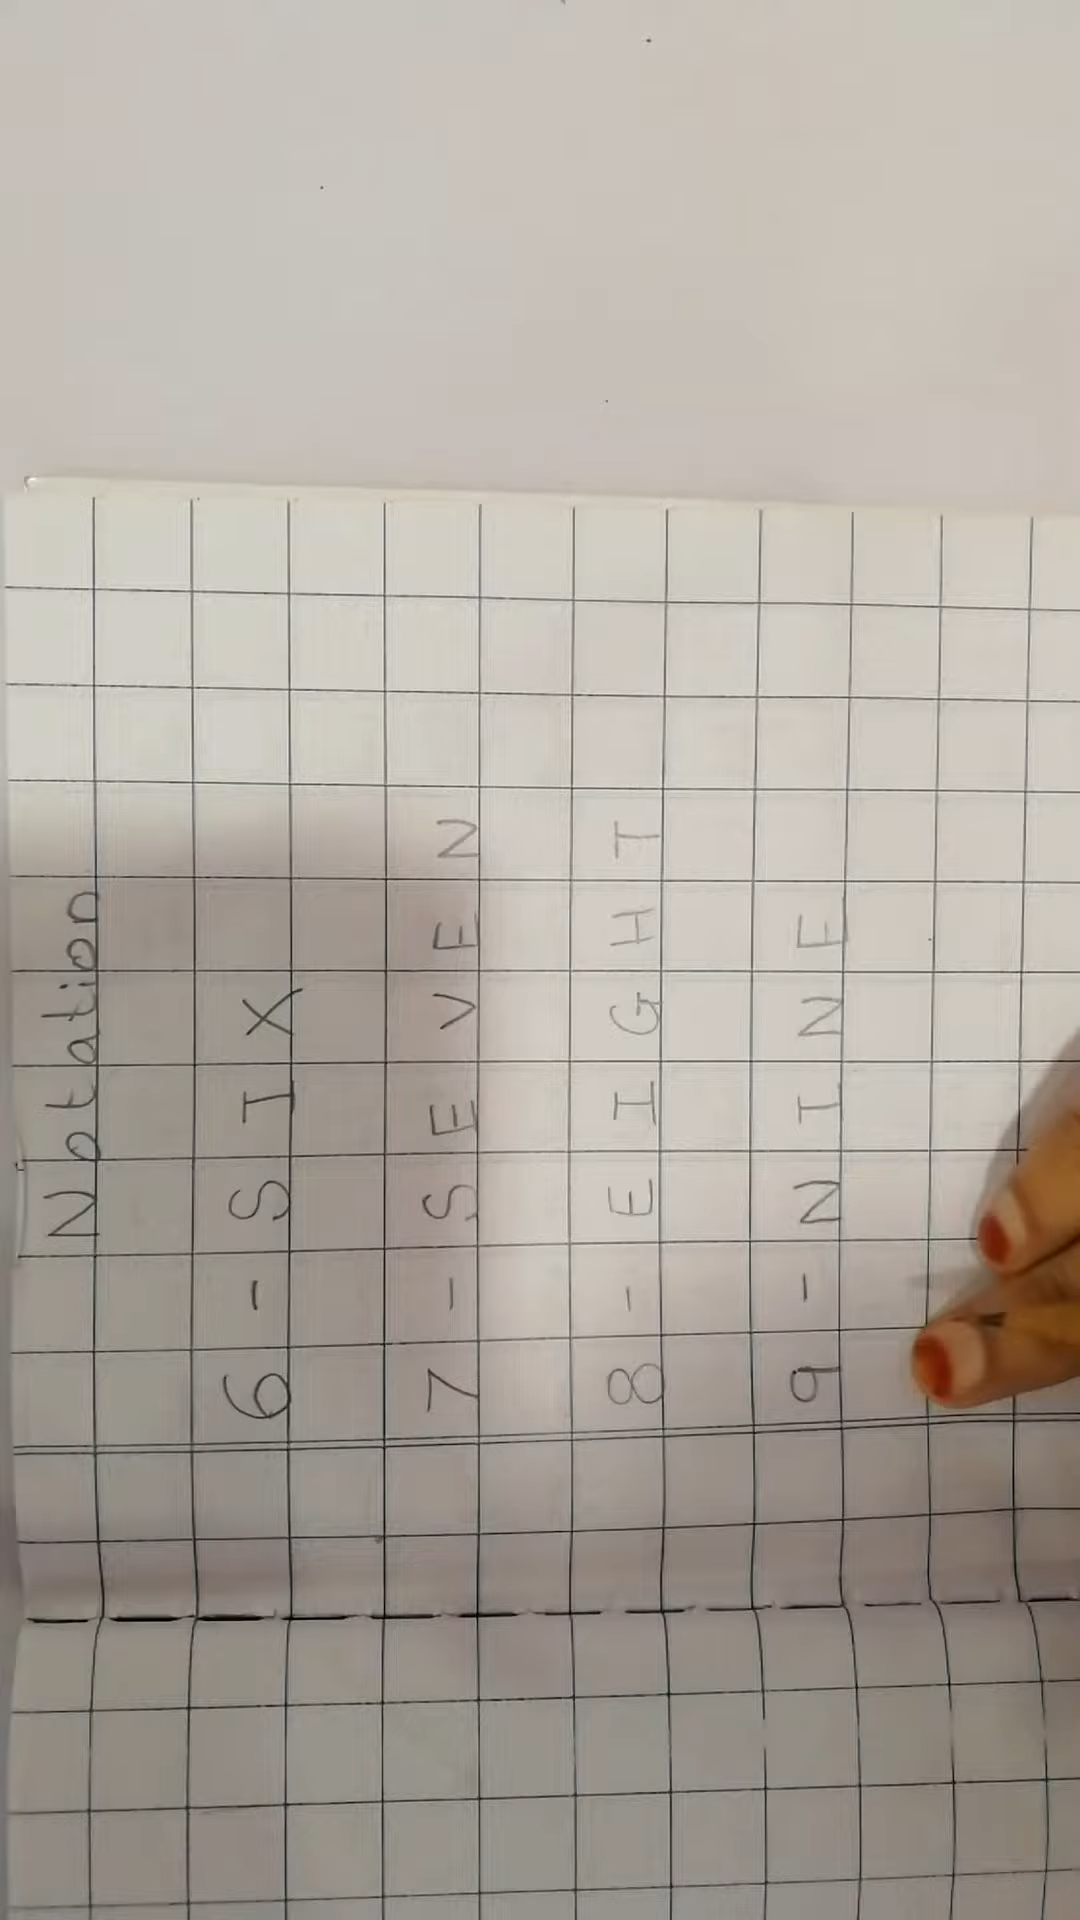 Notation
6 - SIX
7 - SEVEN
8 - EIGHT
9 - NINE